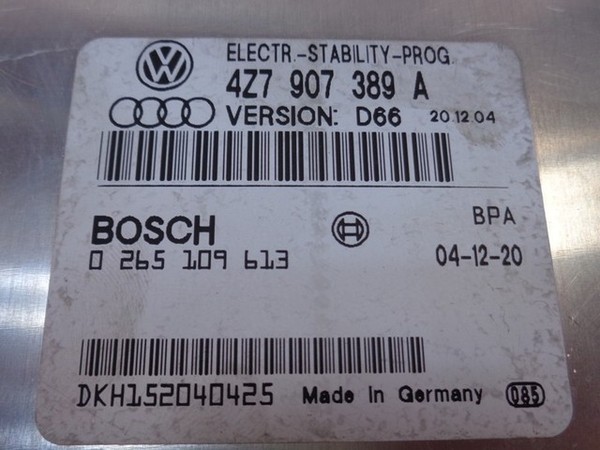 ELECTR.-STABILITY-PROG.
4Z7 907 389 A
VERSION: D66 20.12.04
BOSCH
BPA
0 265 109 613
04-12-20
DKH152040425 Made in Germany 085